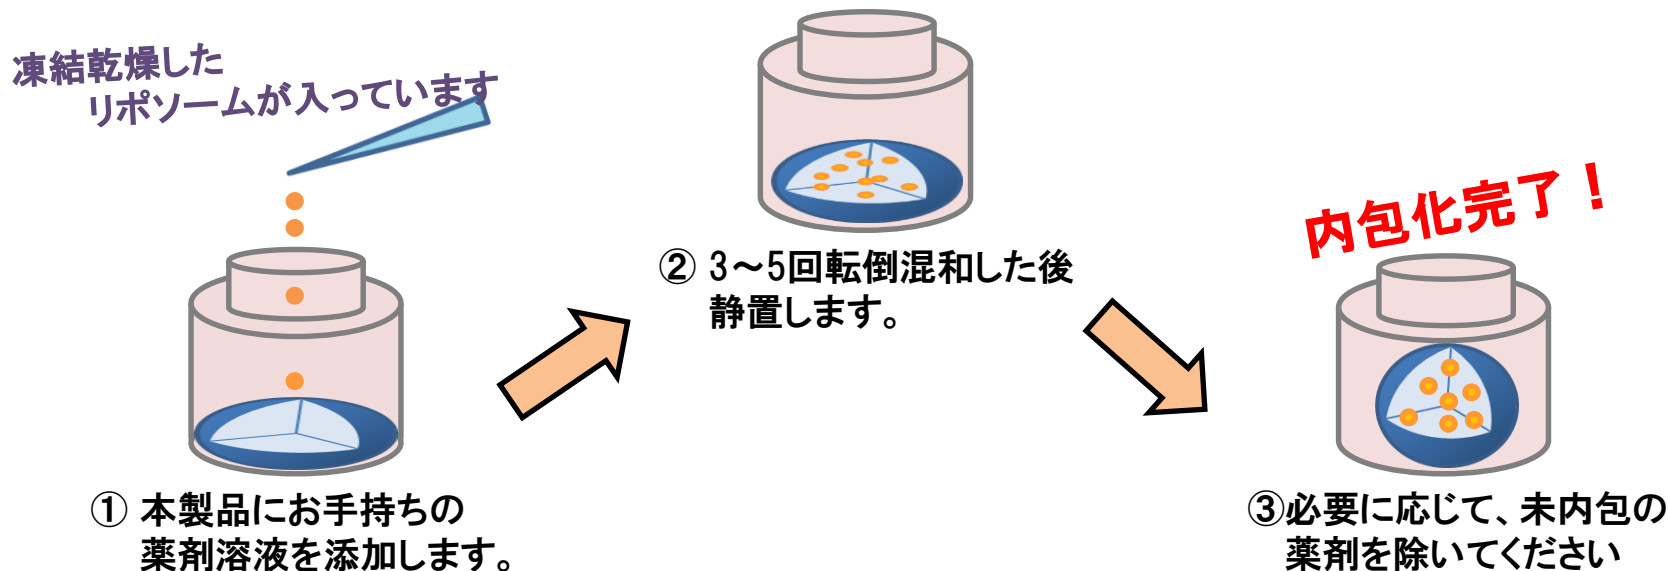 凍結乾燥した
リポソームが入っています
① 本製品にお手持ちの
薬剤溶液を添加します。
② 3～5回転倒混和した後
静置します。
内包化完了！
③必要に応じて、未内包の
薬剤を除いてください